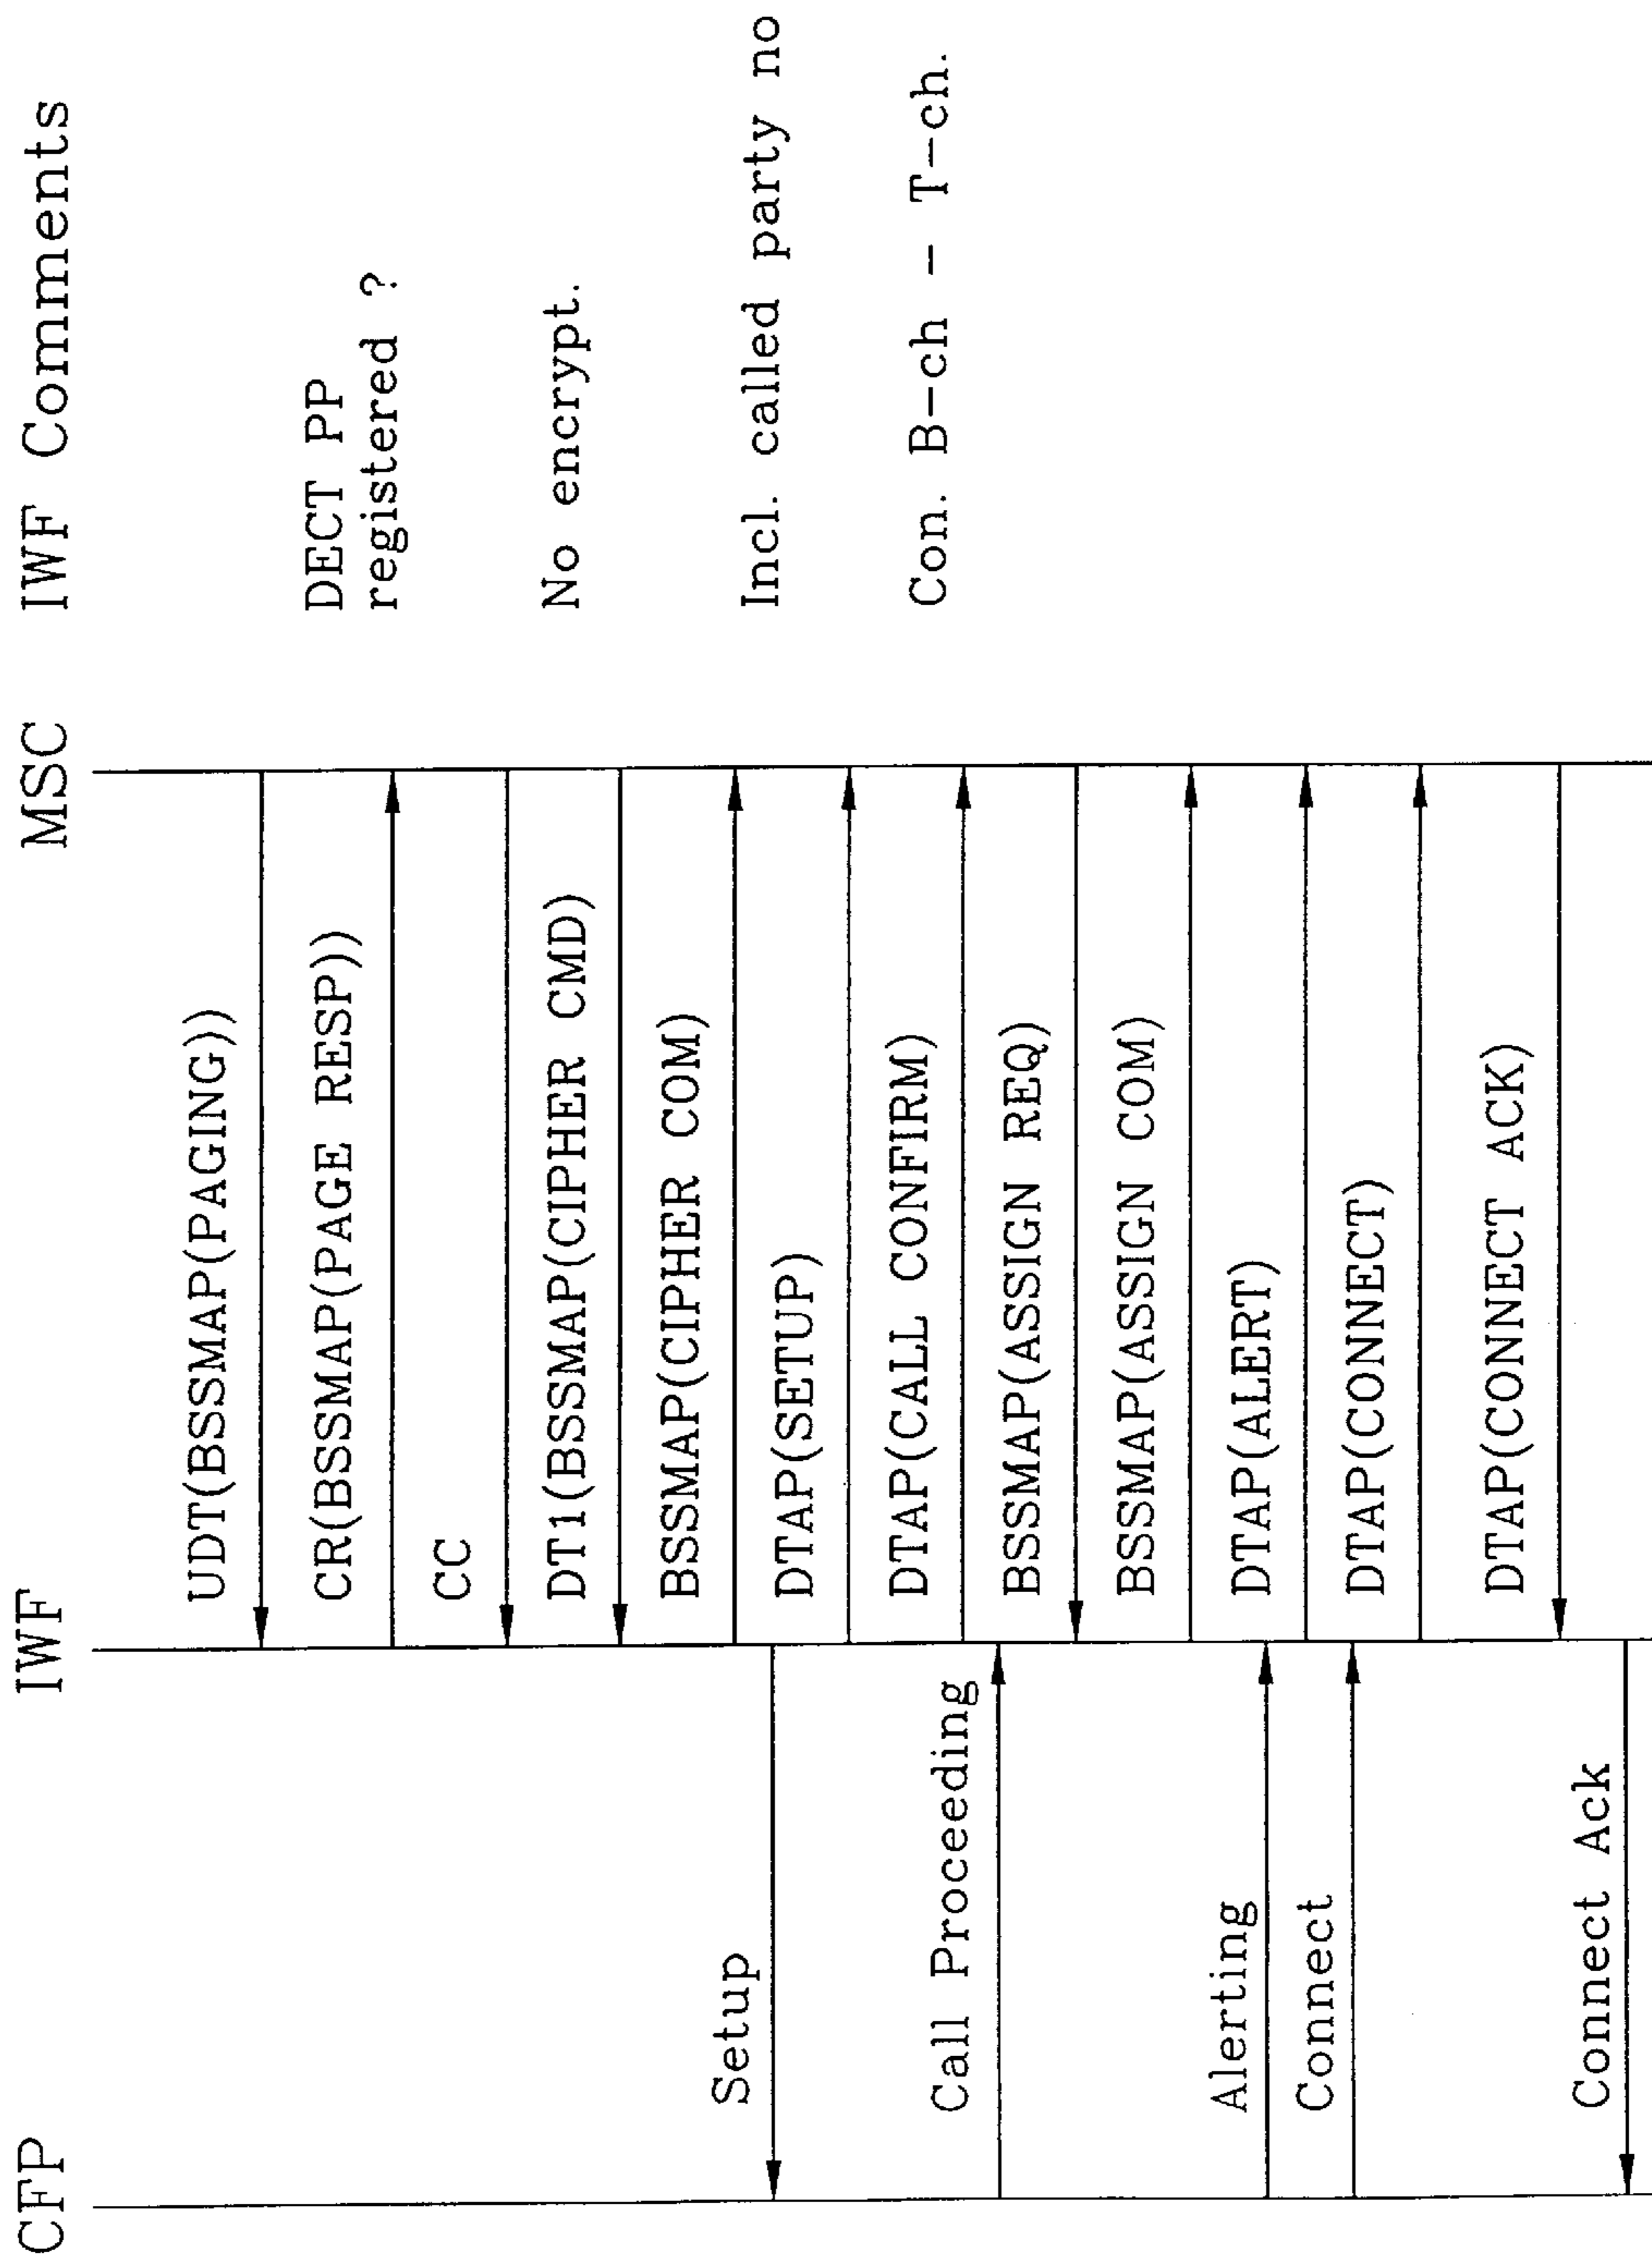 CFP
IWF
MSC
IWF Comments
UDT(BSSMAP(PAGING))
CR(BSSMAP(PAGE RESP))
DECT PP
registered ?
CC
DT1(BSSMAP(CIPHER CMD)
No encrypt.
BSSMAP(CIPHER COM)
Setup
DTAP(SETUP)
Incl. called party no
DTAP(CALL CONFIRM)
Call Proceeding
Con. B-ch - T-ch.
BSSMAP(ASSIGN REQ)
BSSMAP(ASSIGN COM)
Alerting
DTAP(ALERT)
Connect
DTAP(CONNECT)
DTAP(CONNECT ACK)
Connect Ack